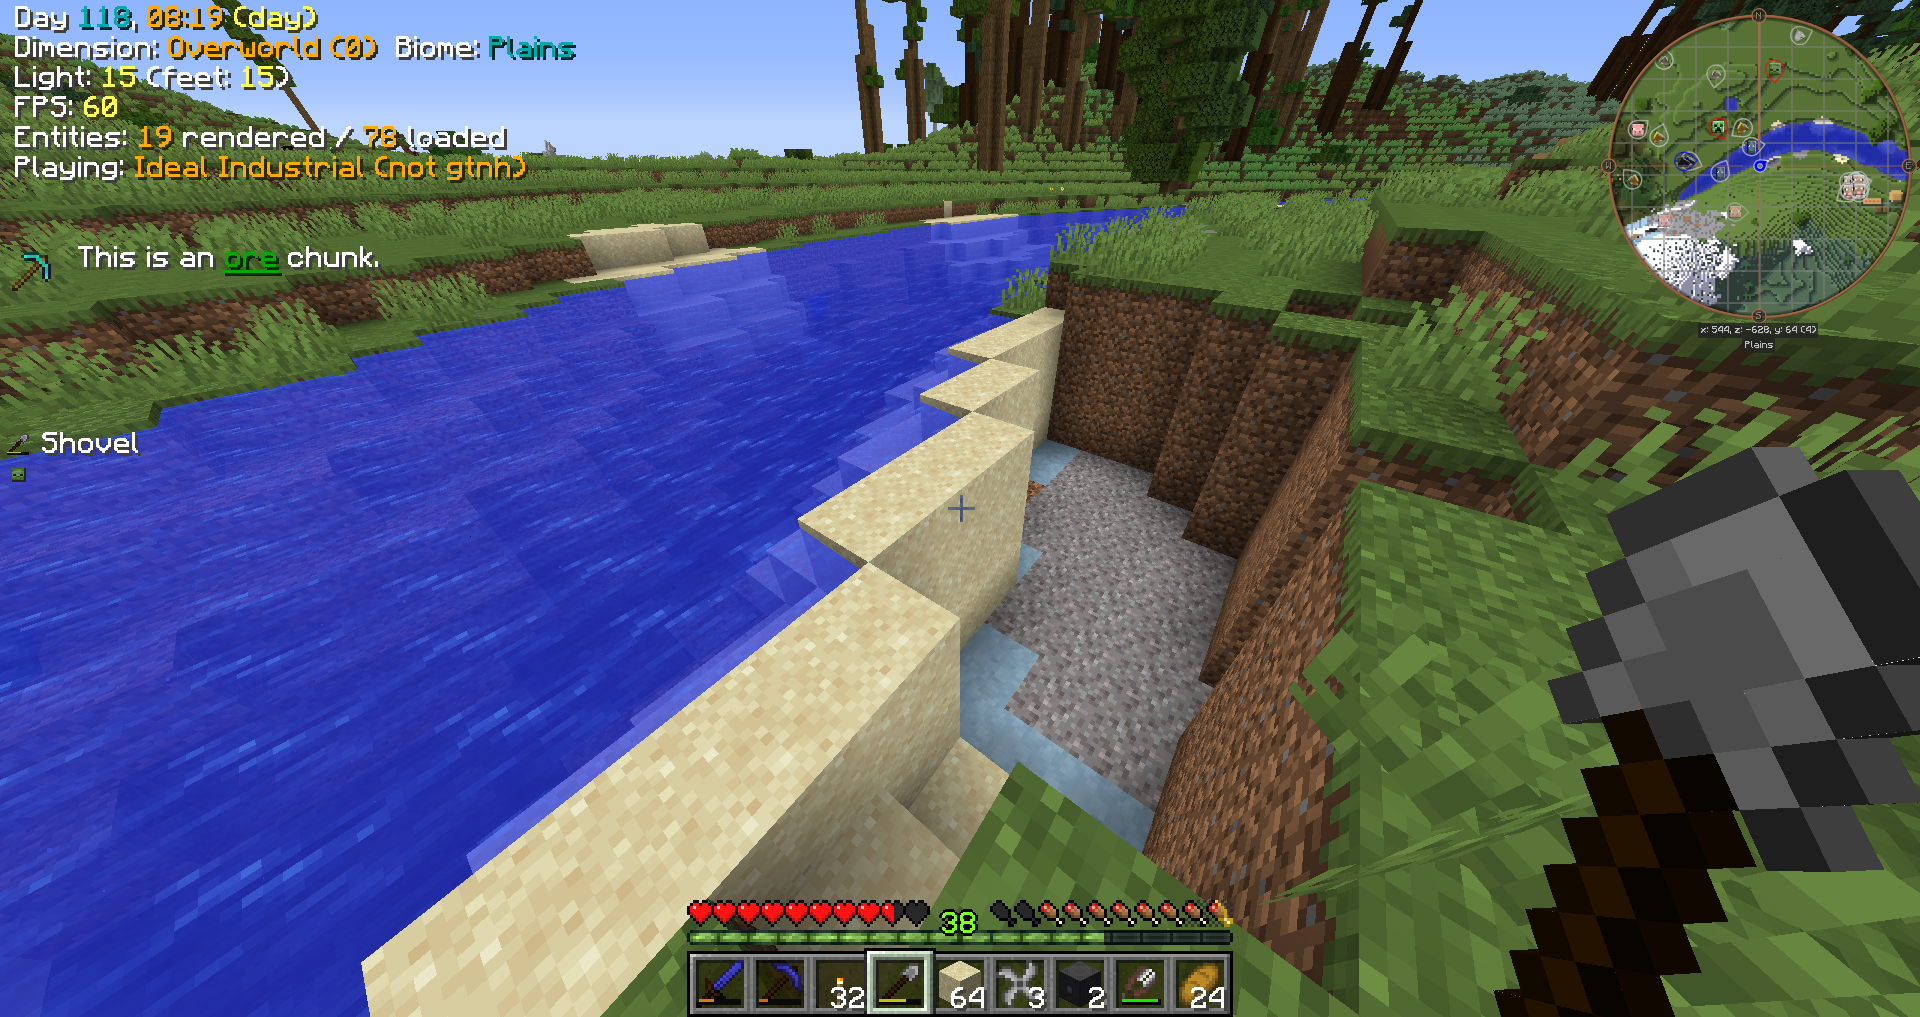 Day 118, 08:19 (day)
Dimension: Overworld (0) Biome: Plains
Light: 15 (feet: 15)
FPS: 60
Entities: 19 rendered / 78 loaded
Playing: Ideal Industrial (not gtnh)
This is an ore chunk.
Shovel
N
W
E
S
x: 544, z: -628, y: 64 (4)
Plains
38
32
64
3
2
24